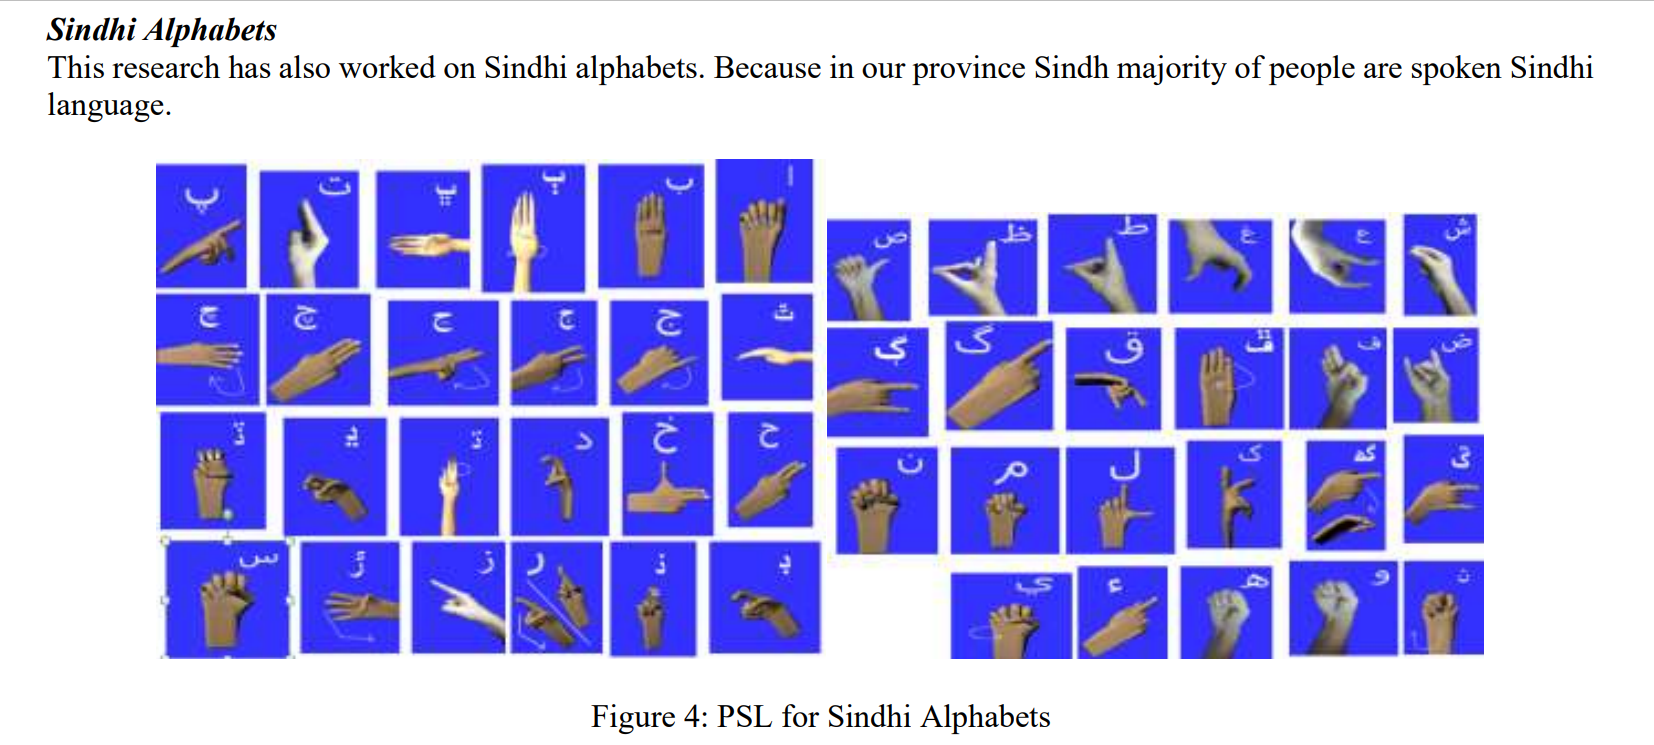 Sindhi Alphabets
This research has also worked on Sindhi alphabets. Because in our province Sindh majority of people are spoken Sindhi
language.
ب ٻ ت پ
ج چ
ح خ د
س ز ر
ش ع غ ط ظ ص
ض ف ق گ
ک ل م ن
و ھ ء ي
Figure 4: PSL for Sindhi Alphabets